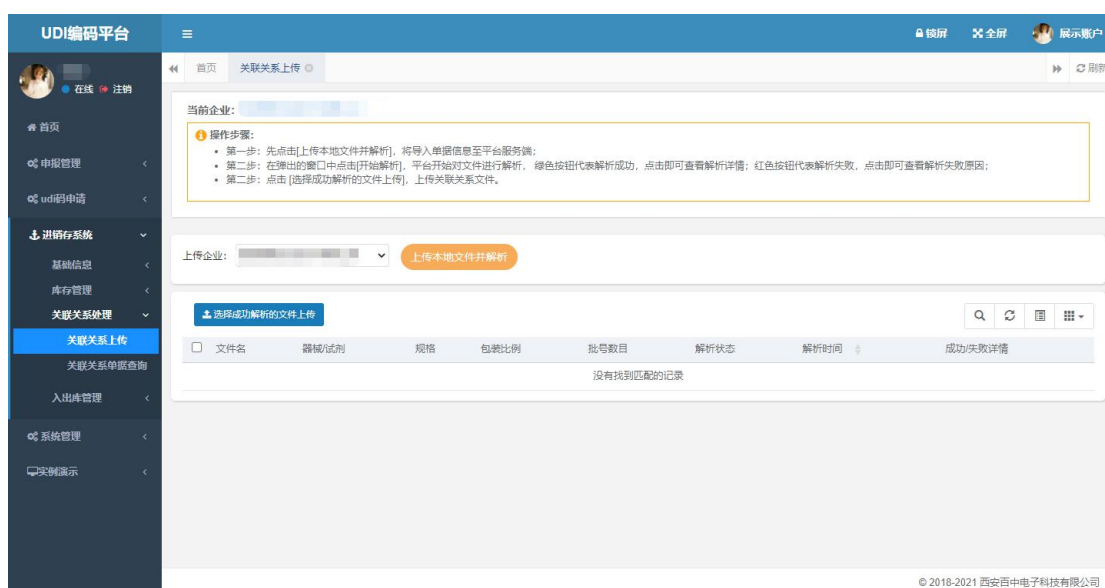 UDI编码平台
锁屏 全屏 展示账户
在线 注销
首页 关联关系上传
刷新
当前企业：
操作步骤：
• 第一步：先点击[上传本地文件并解析]，将导入单据信息至平台服务端；
• 第二步：在弹出的窗口中点击[开始解析]，平台开始对文件进行解析，绿色按钮代表解析成功，点击即可查看解析详情；红色按钮代表解析失败，点击即可查看解析失败原因；
• 第二步：点击 [选择成功解析的文件上传]，上传关联关系文件。
首页
申报管理
udi码申请
进销存系统
基础信息
库存管理
关联关系处理
关联关系上传
关联关系单据查询
入出库管理
系统管理
实例演示
上传企业： 上传本地文件并解析
选择成功解析的文件上传
文件名 器械/试剂 规格 包装比例 批号数目 解析状态 解析时间 成功/失败详情
没有找到匹配的记录
© 2018-2021 西安百中电子科技有限公司